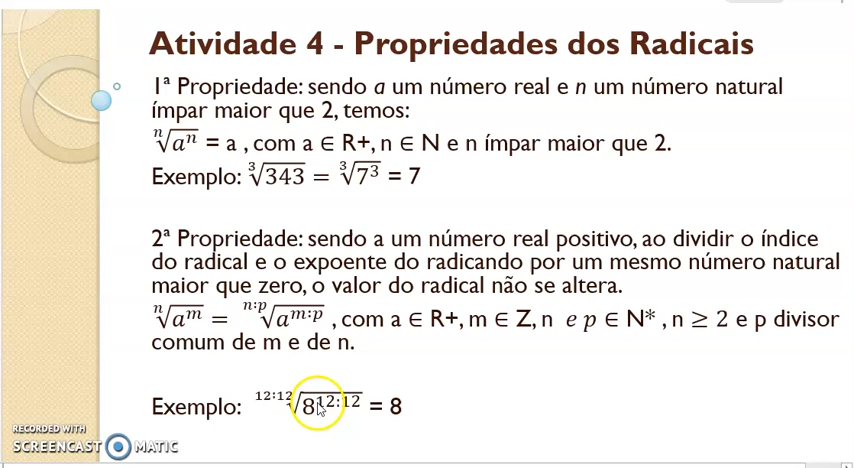 Atividade 4 - Propriedades dos Radicais
1ª Propriedade: sendo a um número real e n um número natural
ímpar maior que 2, temos:
ⁿ√aⁿ = a , com a ∈ R+, n ∈ N e n ímpar maior que 2.
Exemplo: ³√343 = ³√7³ = 7
2ª Propriedade: sendo a um número real positivo, ao dividir o índice
do radical e o expoente do radicando por um mesmo número natural
maior que zero, o valor do radical não se altera.
ⁿ√aᵐ = ⁿ:ᵖ√aᵐ:ᵖ , com a ∈ R+, m ∈ Z, n e p ∈ N* , n ≥ 2 e p divisor
comum de m e de n.
Exemplo: ¹²:¹²√8¹²:¹² = 8
RECORDED WITH
SCREENCAST MATIC